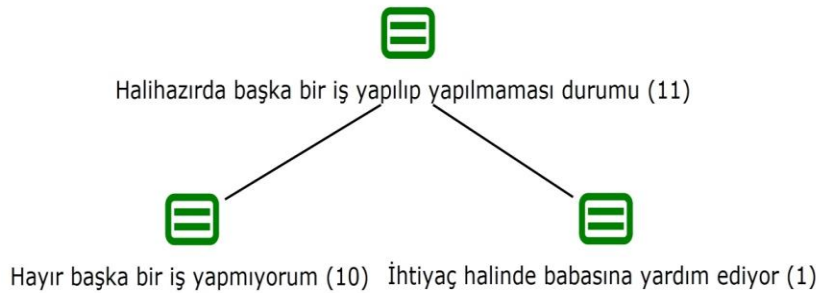 Halihazırda başka bir iş yapılıp yapılmaması durumu (11)
Hayır başka bir iş yapmıyorum (10)
İhtiyaç halinde babasına yardım ediyor (1)